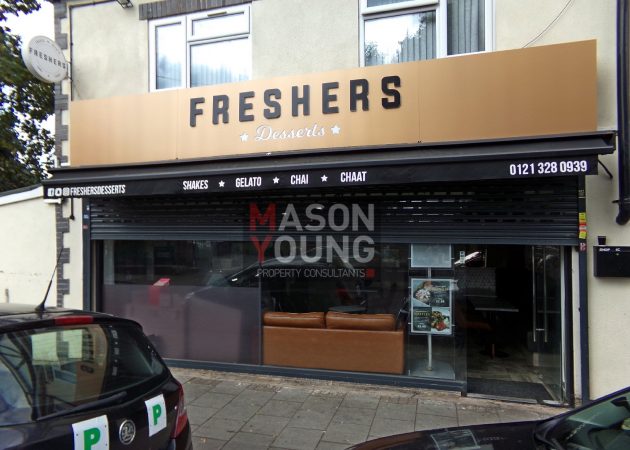 FRESHERS
FRESHERS
Desserts
@FRESHERSDESSERTS
SHAKES ★ GELATO ★ CHAI ★ CHAAT
0121 328 0939
MASON
YOUNG
PROPERTY CONSULTANTS
P
P